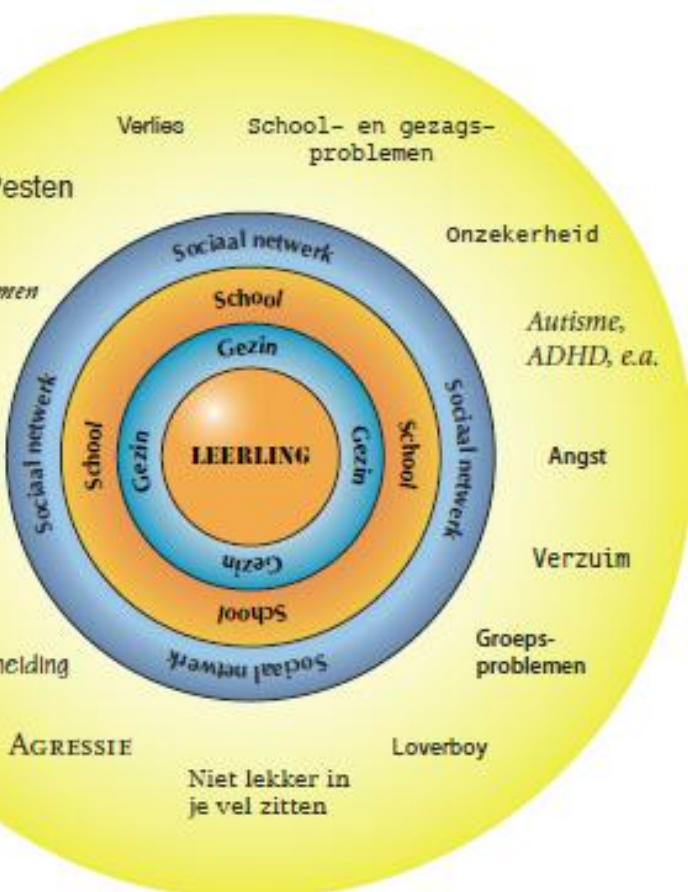 Verlies
School- en gezags-
problemen
Onzekerheid
Autisme,
ADHD, e.a.
Angst
Verzuim
Groeps-
problemen
Loverboy
Niet lekker in
je vel zitten
AGRESSIE
Sociaal netwerk
Sociaal netwerk
Sociaal netwerk
Sociaal netwerk
School
School
School
School
Gezin
Gezin
Gezin
Gezin
LEERLING